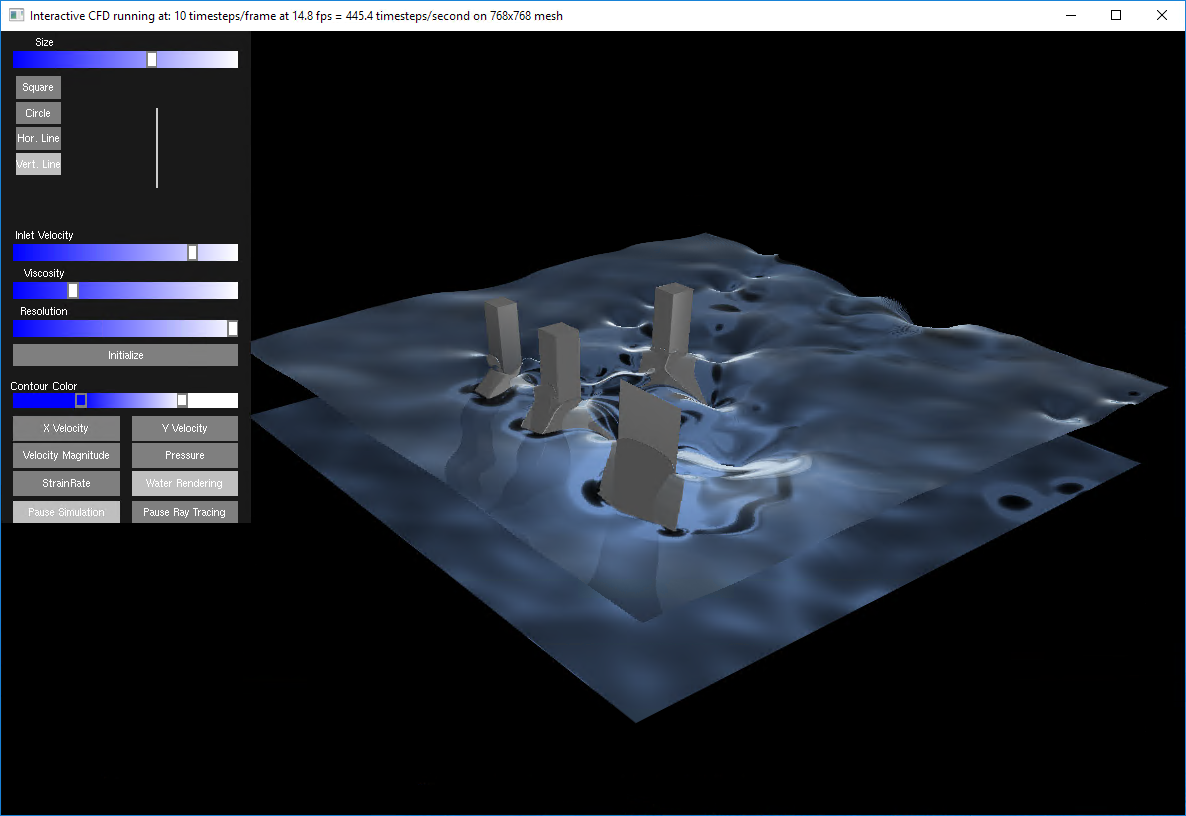 Interactive CFD running at: 10 timesteps/frame at 14.8 fps = 445.4 timesteps/second on 768x768 mesh
Size
Square
Circle
Hor. Line
Vert. Line
Inlet Velocity
Viscosity
Resolution
Initialize
Contour Color
X Velocity
Y Velocity
Velocity Magnitude
Pressure
StrainRate
Water Rendering
Pause Simulation
Pause Ray Tracing